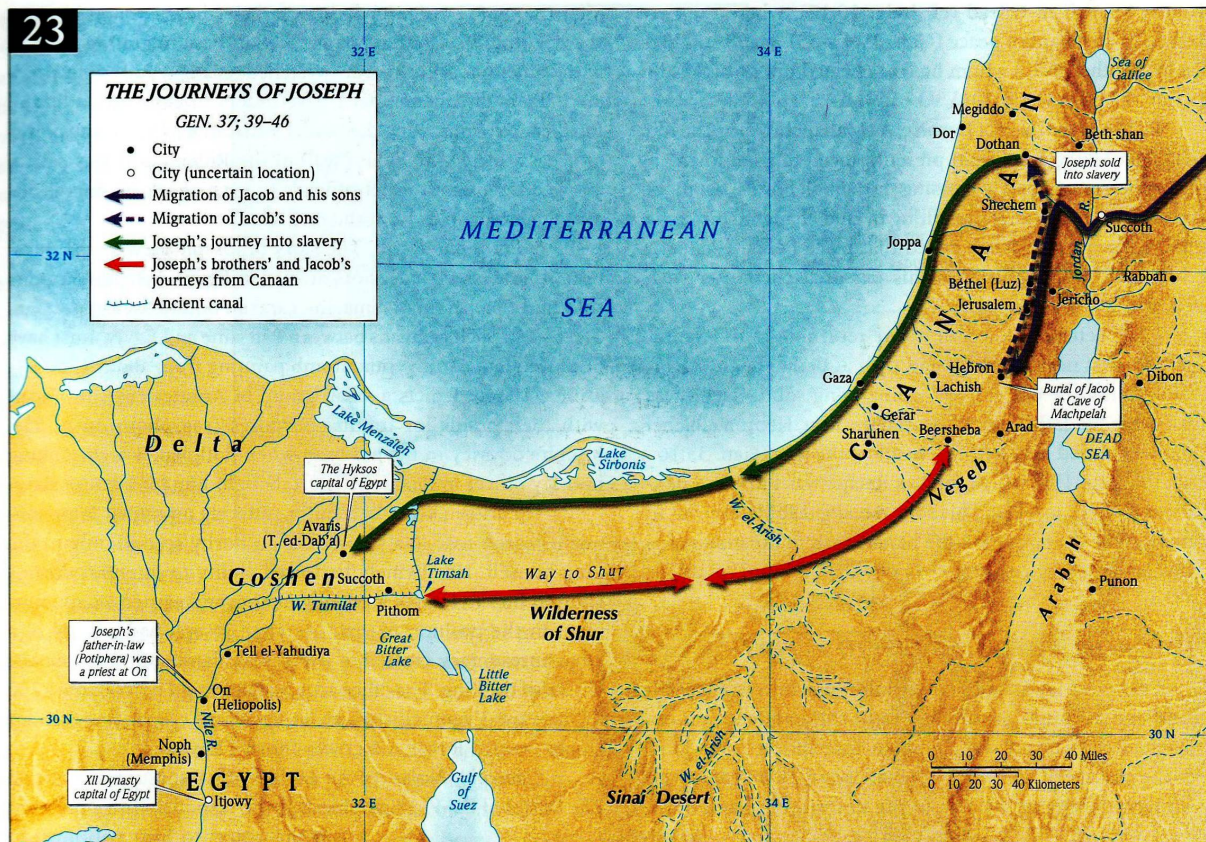 23
32 E
34 E
THE JOURNEYS OF JOSEPH
GEN. 37; 39–46
City
City (uncertain location)
Migration of Jacob and his sons
Migration of Jacob's sons
Joseph's journey into slavery
Joseph's brothers' and Jacob's
journeys from Canaan
Ancient canal
Sea of
Galilee
Megiddo
Dor
Beth-shan
Dothan
Joseph sold
into slavery
Shechem
Succoth
MEDITERRANEAN
SEA
32 N
32 N
Joppa
Jordan
R.
Rabbah
Bethel (Luz)
Jericho
Jerusalem
CANAAN
Gaza
Hebron
Lachish
Dibon
Burial of Jacob
at Cave of
Machpelah
Gerar
Sharuhen
Beersheba
Arad
DEAD
SEA
Negeb
Lake Menzaleh
Delta
Lake
Sirbonis
The Hyksos
capital of Egypt
Avaris
(T. ed-Dab'a)
W. el-Arish
Arabah
Goshen
Succoth
Lake
Timsah
Way to Shur
Punon
W. Tumilat
Pithom
Wilderness
of Shur
Joseph's
father-in-law
(Potiphera) was
a priest at On
Great
Bitter
Lake
Tell el-Yahudiya
Little
Bitter
Lake
On
(Heliopolis)
30 N
30 N
Nile R.
Noph
(Memphis)
W. el-Arish
0 10 20 30 40 Miles
0 10 20 30 40 Kilometers
XII Dynasty
capital of Egypt
EGYPT
Itjowy
32 E
Gulf
of
Suez
Sinai Desert
34 E